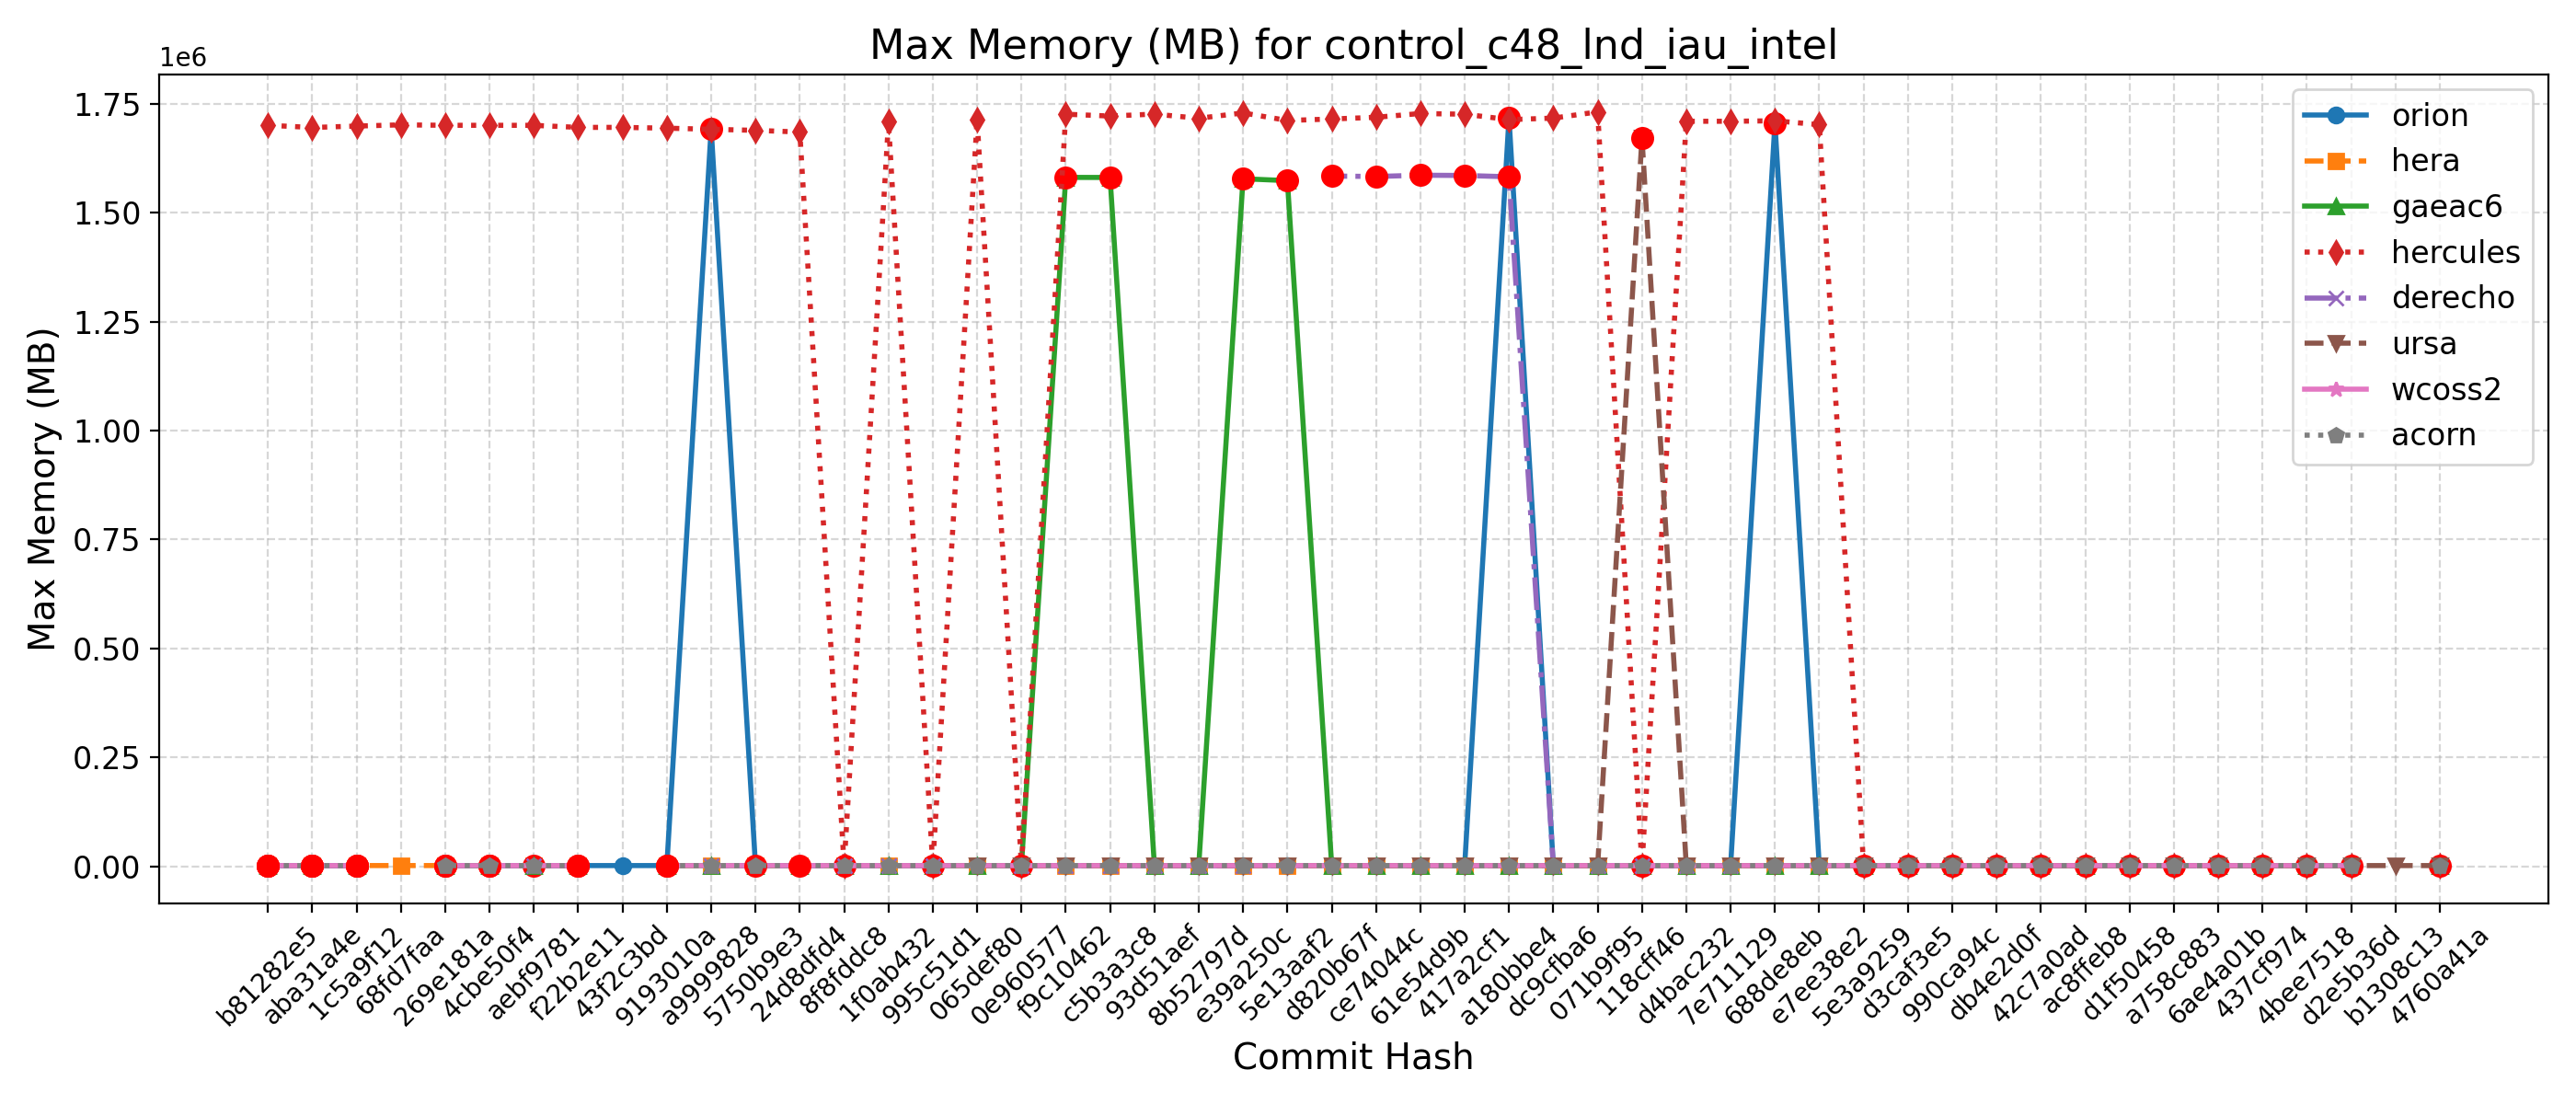 Max Memory (MB) for control_c48_lnd_iau_intel
1e6
1.75
1.50
1.25
1.00
0.75
0.50
0.25
0.00
Max Memory (MB)
orion
hera
gaeac6
hercules
derecho
ursa
wcoss2
acorn
b81282e5
aba31a4e
1c5a9f12
68fd7faa
269e181a
4cbe50f4
aebf9781
f22b2e11
43f2c3bd
9193010a
a9999828
5750b9e3
24d8dfd4
8f8fddc8
1f0ab432
995c51d1
065def80
0e960577
f9c10462
c5b3a3c8
93d51aef
8b52797d
e39a250c
5e13aaf2
d820b67f
ce74044c
61e54d9b
417a2cf1
a180bbe4
dc9cfba6
071b9f95
118cff46
d4bac232
7e711129
688de8eb
e7ee38e2
5e3a9259
d3caf3e5
990ca94c
db4e2d0f
42c7a0ad
ac8ffeb8
d1f50458
a758c883
6ae4a01b
437cf974
4bee7518
d2e5b36d
b1308c13
4760a41a
Commit Hash